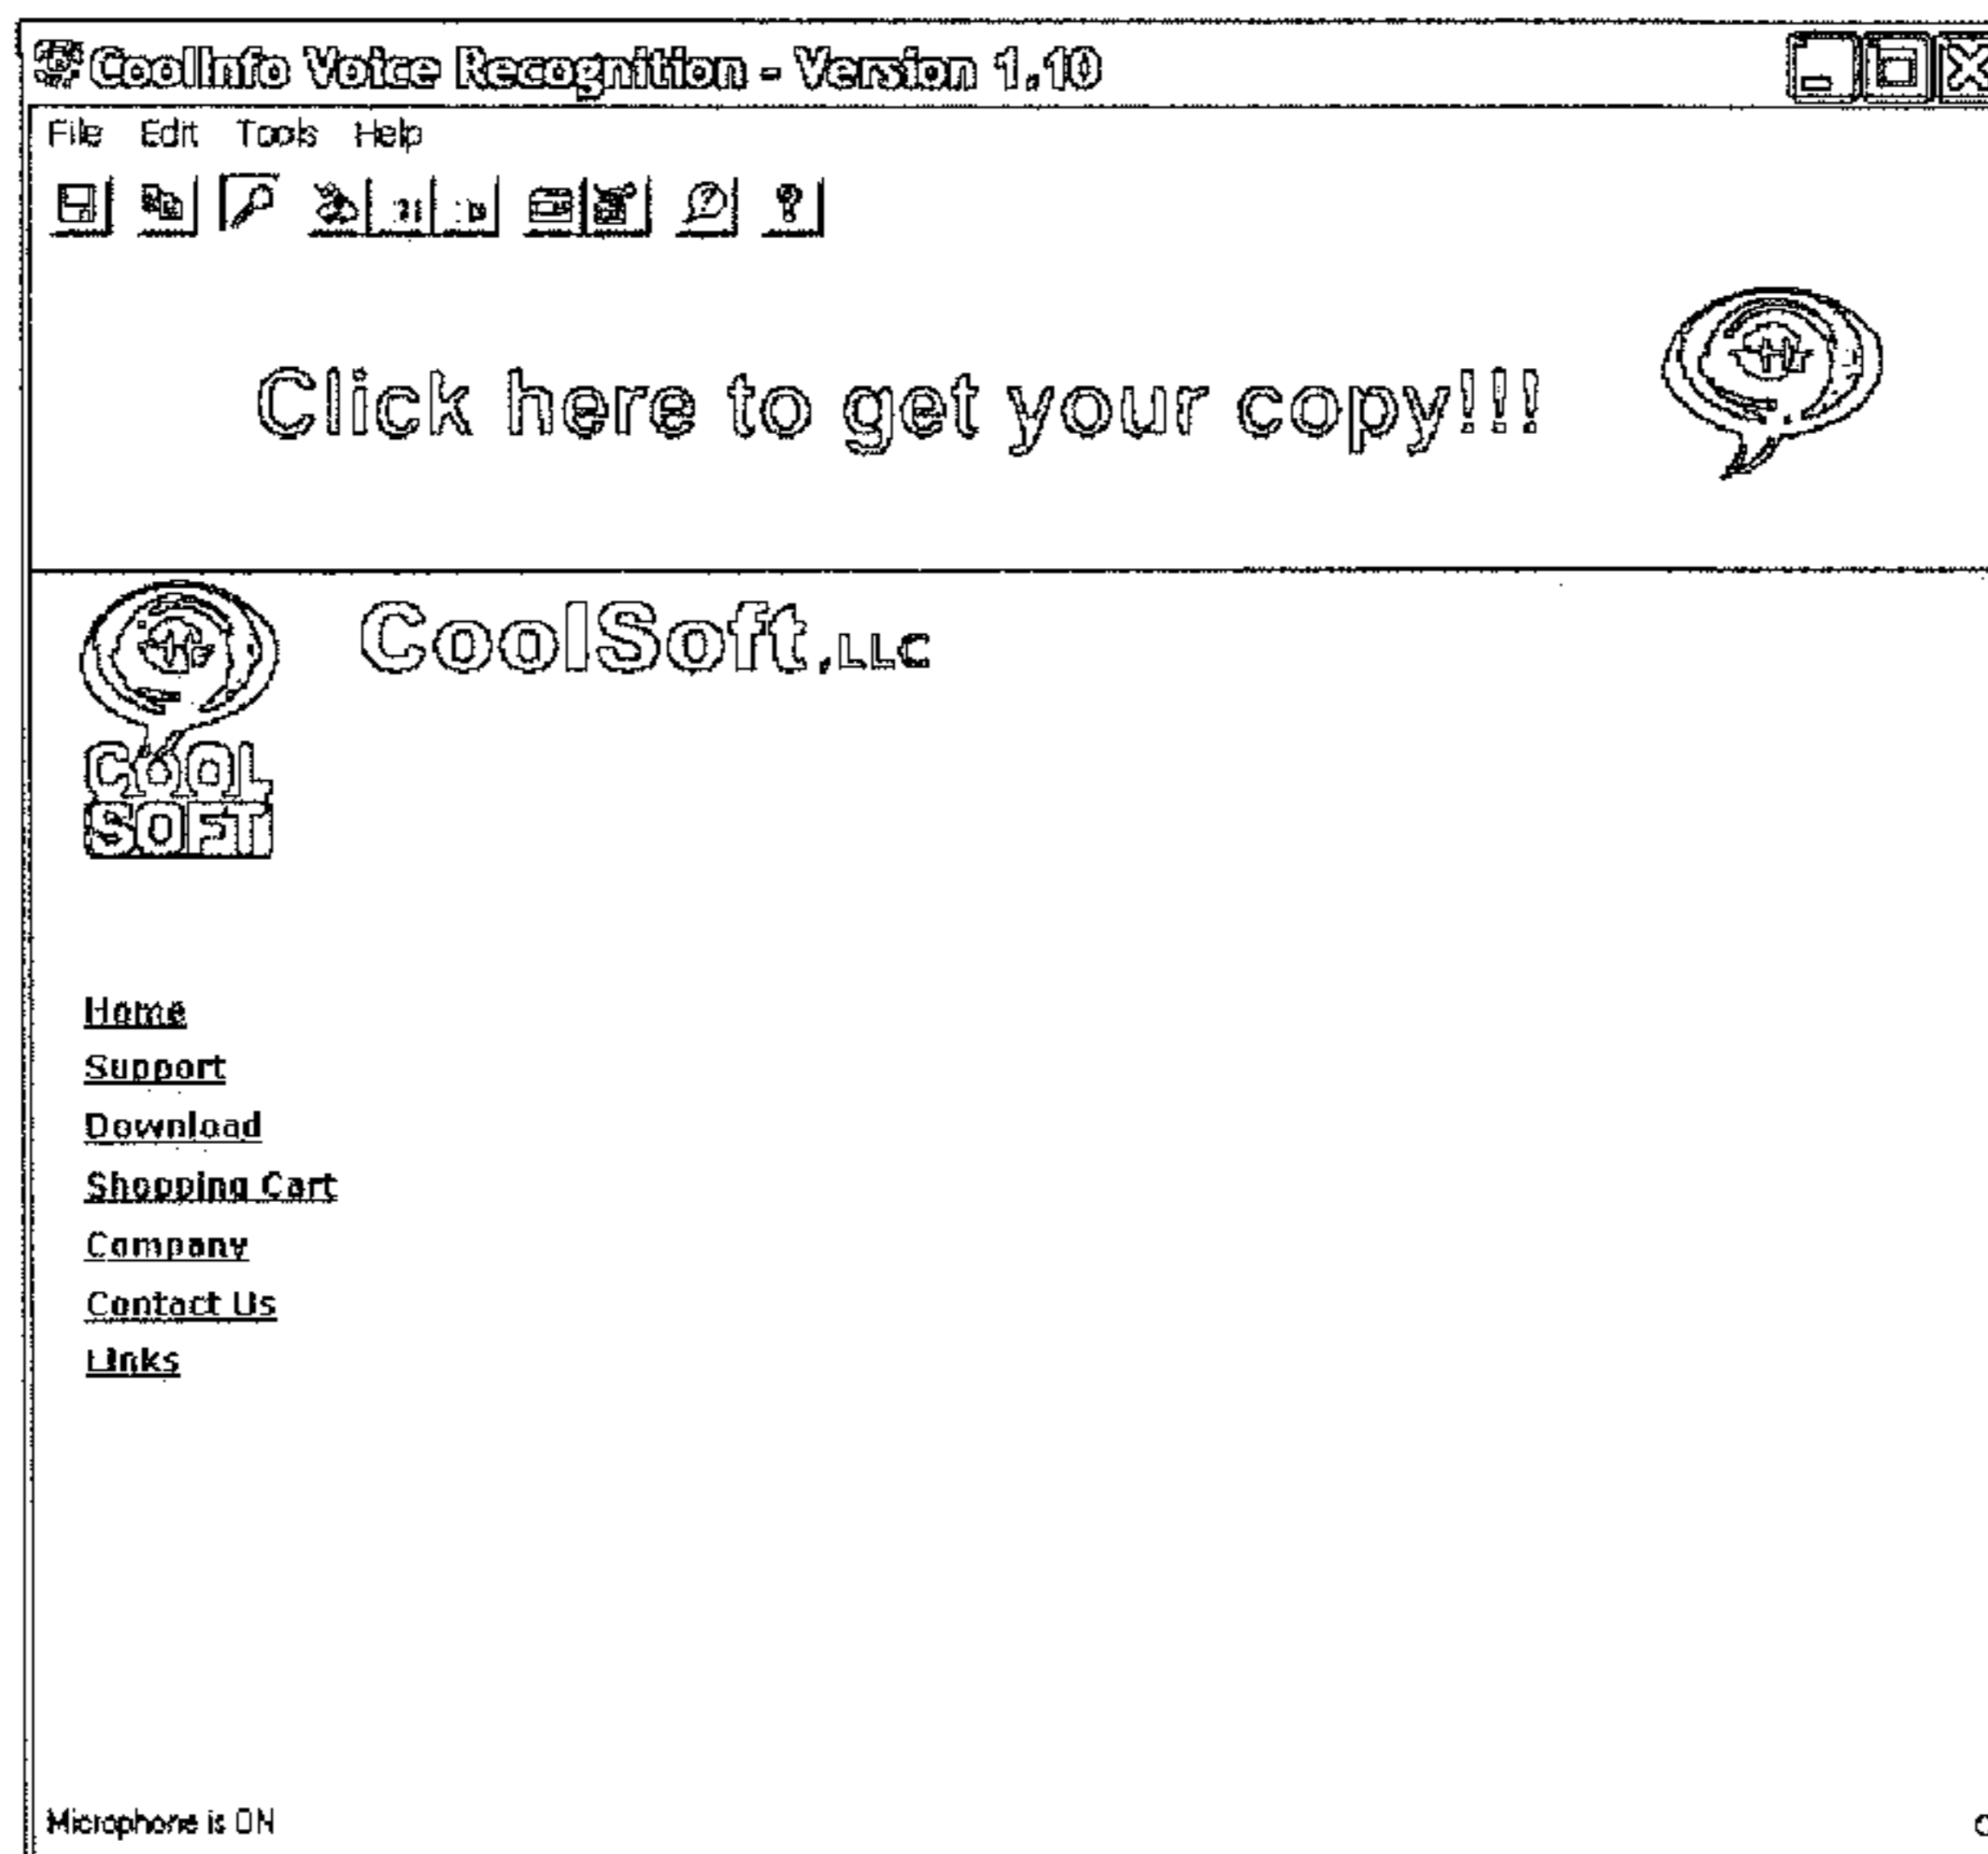 CoolInfo Voice Recognition - Version 1.10
File Edit Tools Help
Click here to get your copy!!!
CoolSoft,LLC
COOL
SOFT
Home
Support
Download
Shopping Cart
Company
Contact Us
Links
Microphone is ON